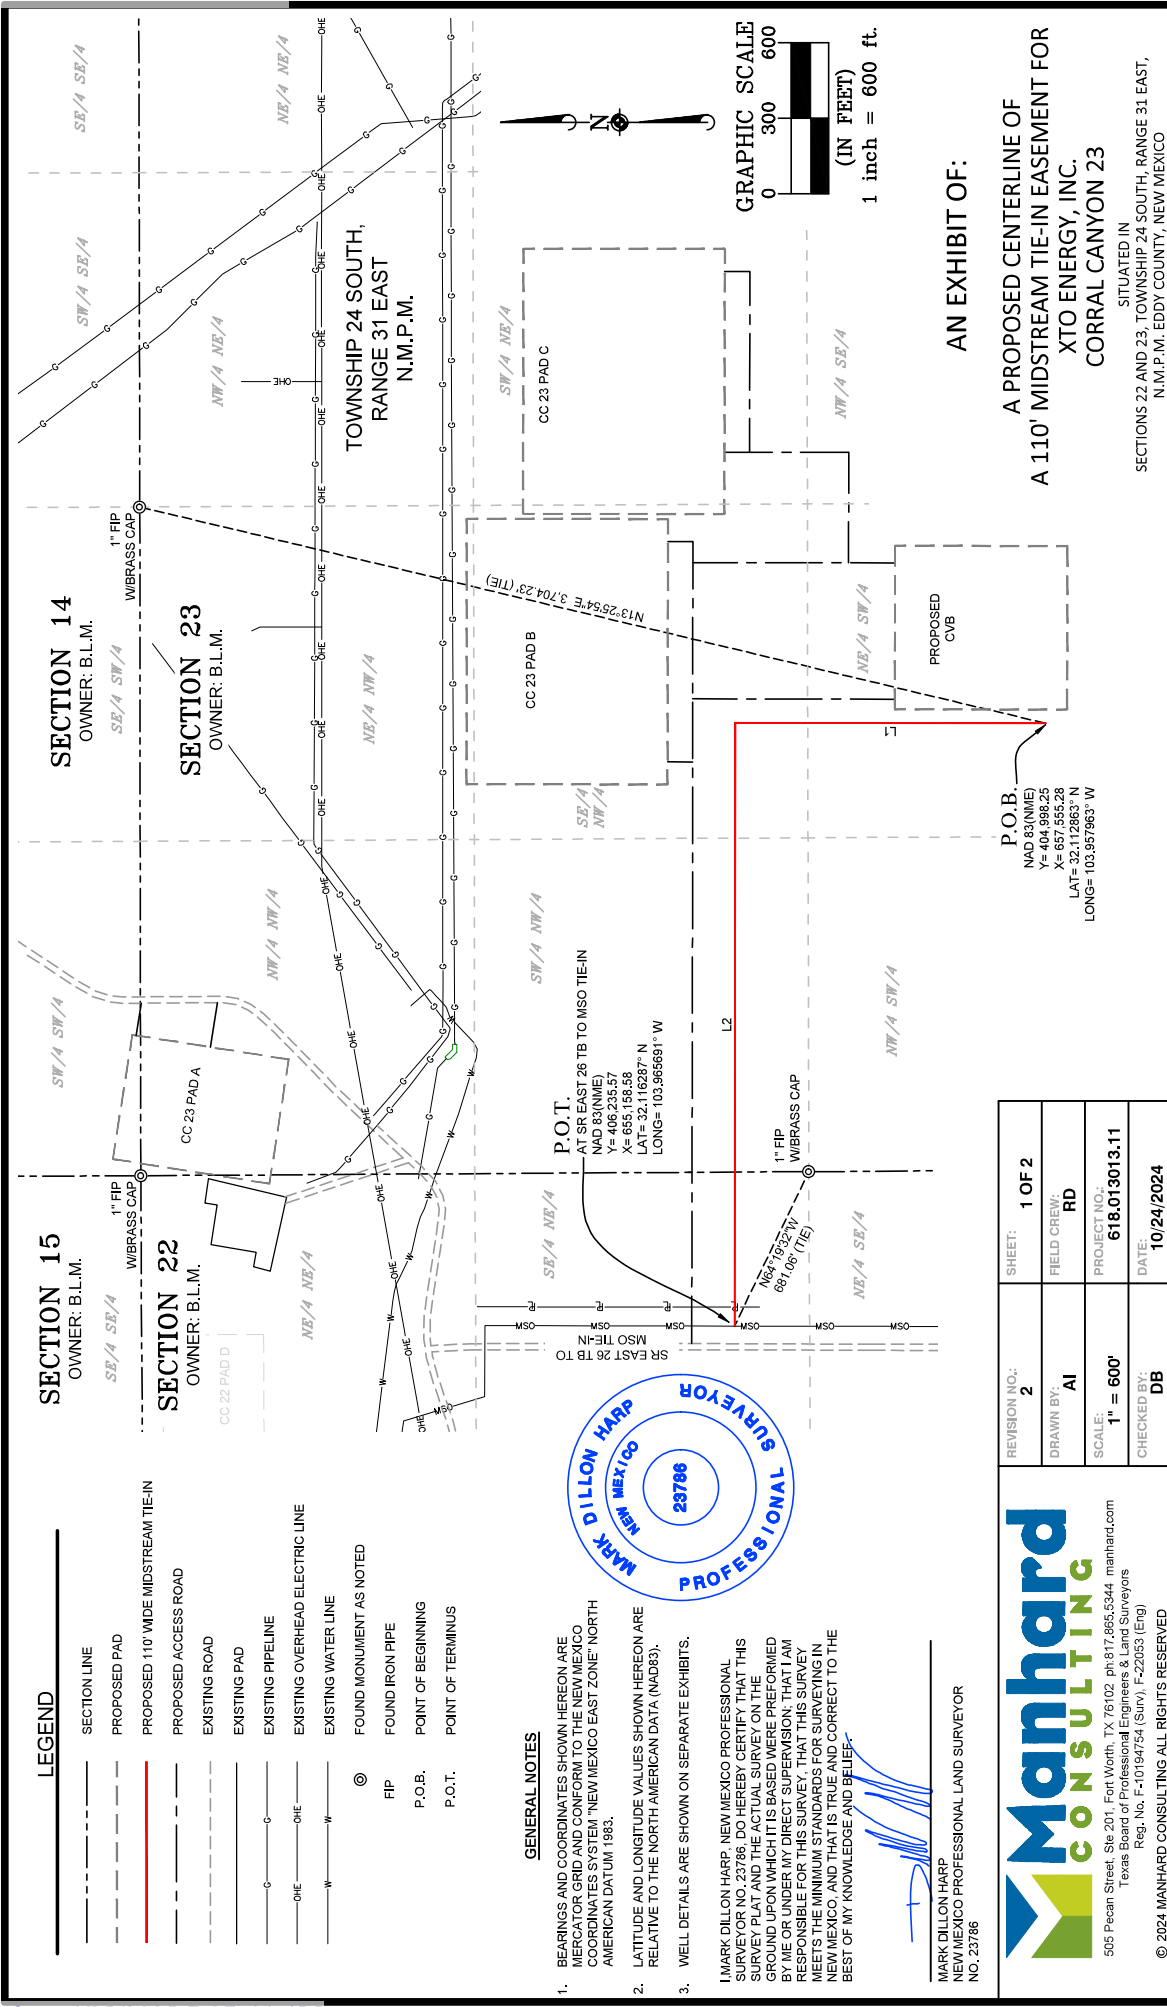 LEGEND
SECTION LINE
PROPOSED PAD
PROPOSED 110' WIDE MIDSTREAM TIE-IN
PROPOSED ACCESS ROAD
EXISTING ROAD
EXISTING PAD
G G EXISTING PIPELINE
OHE OHE EXISTING OVERHEAD ELECTRIC LINE
W W EXISTING WATER LINE
FOUND MONUMENT AS NOTED
FIP FOUND IRON PIPE
P.O.B. POINT OF BEGINNING
P.O.T. POINT OF TERMINUS
GENERAL NOTES
1. BEARINGS AND COORDINATES SHOWN HEREON ARE
MERCATOR GRID AND CONFORM TO THE NEW MEXICO
COORDINATES SYSTEM "NEW MEXICO EAST ZONE" NORTH
AMERICAN DATUM 1983.
2. LATITUDE AND LONGITUDE VALUES SHOWN HEREON ARE
RELATIVE TO THE NORTH AMERICAN DATA (NAD83).
3. WELL DETAILS ARE SHOWN ON SEPARATE EXHIBITS.
I,MARK DILLON HARP, NEW MEXICO PROFESSIONAL
SURVEYOR NO. 23786, DO HEREBY CERTIFY THAT THIS
SURVEY PLAT AND THE ACTUAL SURVEY ON THE
GROUND UPON WHICH IT IS BASED WERE PREFORMED
BY ME OR UNDER MY DIRECT SUPERVISION; THAT I AM
RESPONSIBLE FOR THIS SURVEY, THAT THIS SURVEY
MEETS THE MINIMUM STANDARDS FOR SURVEYING IN
NEW MEXICO, AND THAT IS TRUE AND CORRECT TO THE
BEST OF MY KNOWLEDGE AND BELIEF.
MARK DILLON HARP
NEW MEXICO PROFESSIONAL LAND SURVEYOR
NO. 23786
MARK DILLON HARP
NEW MEXICO
23786
PROFESSIONAL SURVEYOR
SECTION 15
OWNER: B.L.M.
SE/4 SE/4
SECTION 22
OWNER: B.L.M.
CC 22 PAD D
NE/4 NE/4
1" FIP
W/BRASS CAP
SW/4 SW/4
CC 23 PAD A
NW/4 NW/4
SECTION 14
OWNER: B.L.M.
SE/4 SW/4
SECTION 23
OWNER: B.L.M.
NE/4 NW/4
1" FIP
W/BRASS CAP
SW/4 SE/4
NW/4 NE/4
SE/4 SE/4
NE/4 NE/4
TOWNSHIP 24 SOUTH,
RANGE 31 EAST
N.M.P.M.
SE/4 NE/4
SR EAST 26 TB TO
MSO TIE-IN
P.O.T.
AT SR EAST 26 TB TO MSO TIE-IN
NAD 83(NME)
Y= 406,235.57
X= 655,158.58
LAT= 32.116287° N
LONG= 103.965691° W
SW/4 NW/4
SE/4
NW/4
CC 23 PAD B
N13°25'54"E 3,704.23' (TIE)
SW/4 NE/4
CC 23 PAD C
L2
L1
1" FIP
W/BRASS CAP
N64°19'32"W
681.06' (TIE)
NE/4 SE/4
NW/4 SW/4
NE/4 SW/4
NW/4 SE/4
PROPOSED
CVB
P.O.B.
NAD 83(NME)
Y= 404,998.25
X= 657,555.28
LAT= 32.112863° N
LONG= 103.957963° W
N
GRAPHIC SCALE
0 300 600
(IN FEET)
1 inch = 600 ft.
AN EXHIBIT OF:
A PROPOSED CENTERLINE OF
A 110' MIDSTREAM TIE-IN EASEMENT FOR
XTO ENERGY, INC.
CORRAL CANYON 23
SITUATED IN
SECTIONS 22 AND 23, TOWNSHIP 24 SOUTH, RANGE 31 EAST,
N.M.P.M. EDDY COUNTY, NEW MEXICO
Manhard
CONSULTING
505 Pecan Street, Ste 201, Fort Worth, TX 76102 ph:817.865.5344 manhard.com
Texas Board of Professional Engineers & Land Surveyors
Reg. No. F-10194754 (Surv), F-22053 (Eng)
© 2024 MANHARD CONSULTING ALL RIGHTS RESERVED
REVISION NO.: 2
SHEET: 1 OF 2
DRAWN BY: AI
FIELD CREW: RD
SCALE: 1" = 600'
PROJECT NO.: 618.013013.11
CHECKED BY: DB
DATE: 10/24/2024